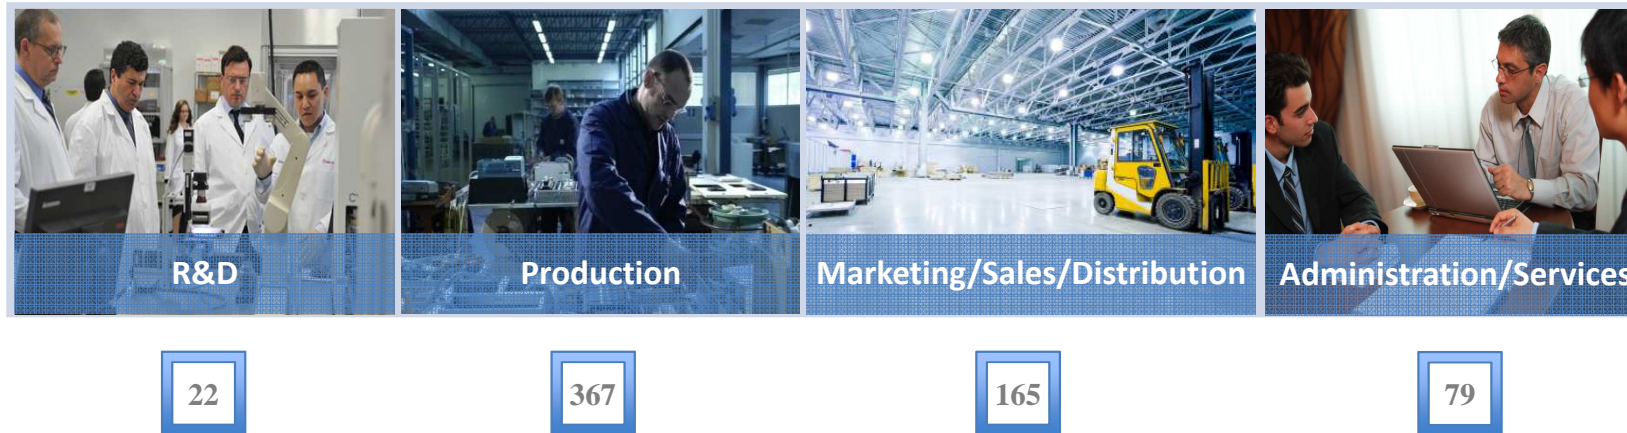 R&D
Production
Marketing/Sales/Distribution
Administration/Services
22
367
165
79